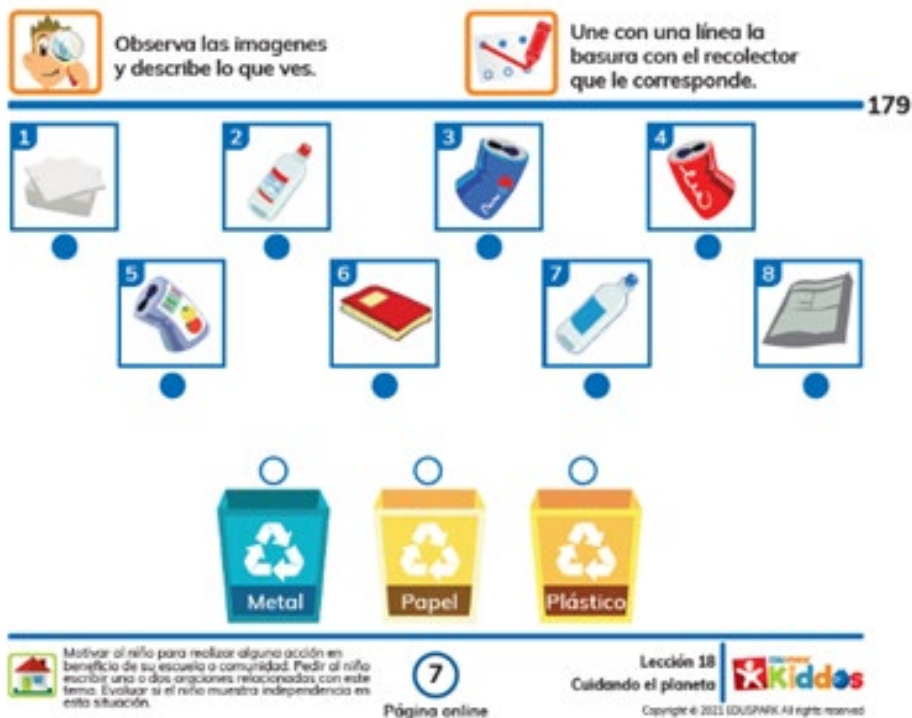 Observa las imagenes
y describe lo que ves.
Une con una línea la
basura con el recolector
que le corresponde.
179
1
2
3
4
5
6
7
8
Metal
Papel
Plástico
Motivar al niño para realizar alguna acción en
beneficio de su escuela o comunidad. Pedir al niño
escribir una o dos oraciones relacionadas con este
tema. Evaluar si el niño muestra independencia en
esta situación.
7
Página online
Lección 18
Cuidando el planeta
EDUSPARK
Kiddos
Copyright © 2021 EDUSPARK All rights reserved